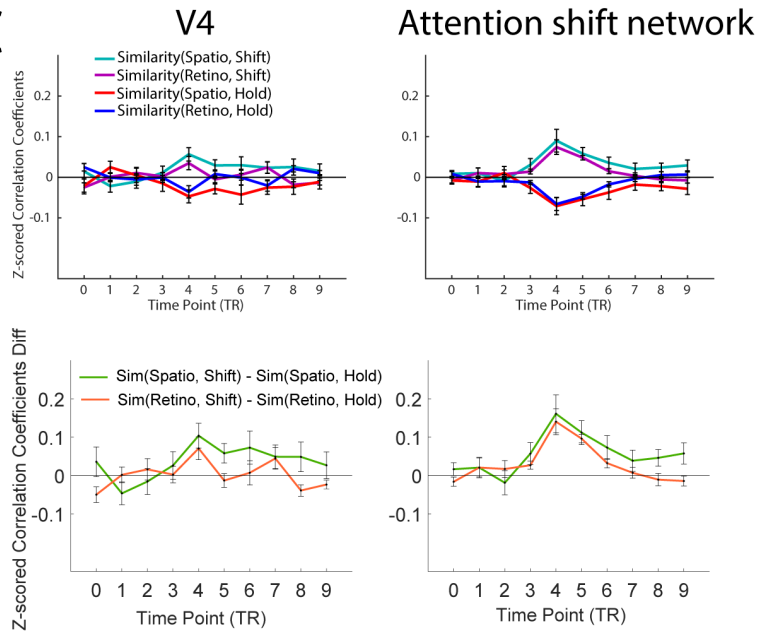 V4
Attention shift network
Z-scored Correlation Coefficients
Similarity(Spatio, Shift)
Similarity(Retino, Shift)
Similarity(Spatio, Hold)
Similarity(Retino, Hold)
0.2
0.1
0
-0.1
0 1 2 3 4 5 6 7 8 9
Time Point (TR)
0.2
0.1
0
-0.1
0 1 2 3 4 5 6 7 8 9
Time Point (TR)
Z-scored Correlation Coefficients Diff
Sim(Spatio, Shift) - Sim(Spatio, Hold)
Sim(Retino, Shift) - Sim(Retino, Hold)
0.2
0.1
0
-0.1
0 1 2 3 4 5 6 7 8 9
Time Point (TR)
0.2
0.1
0
-0.1
0 1 2 3 4 5 6 7 8 9
Time Point (TR)